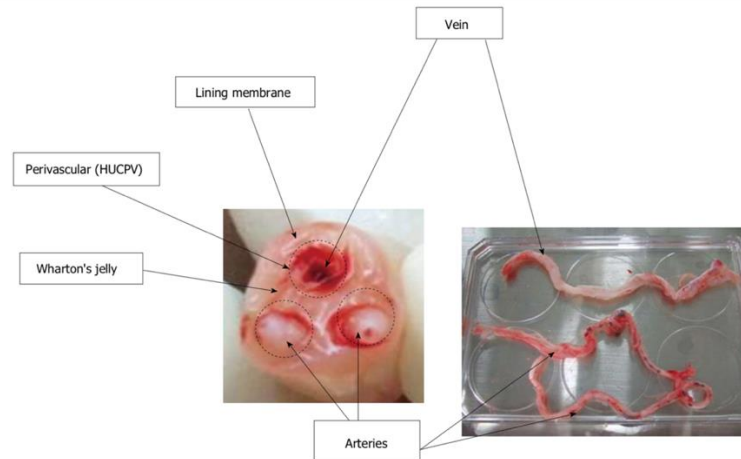 Vein
Lining membrane
Perivascular (HUCPV)
Wharton's jelly
Arteries